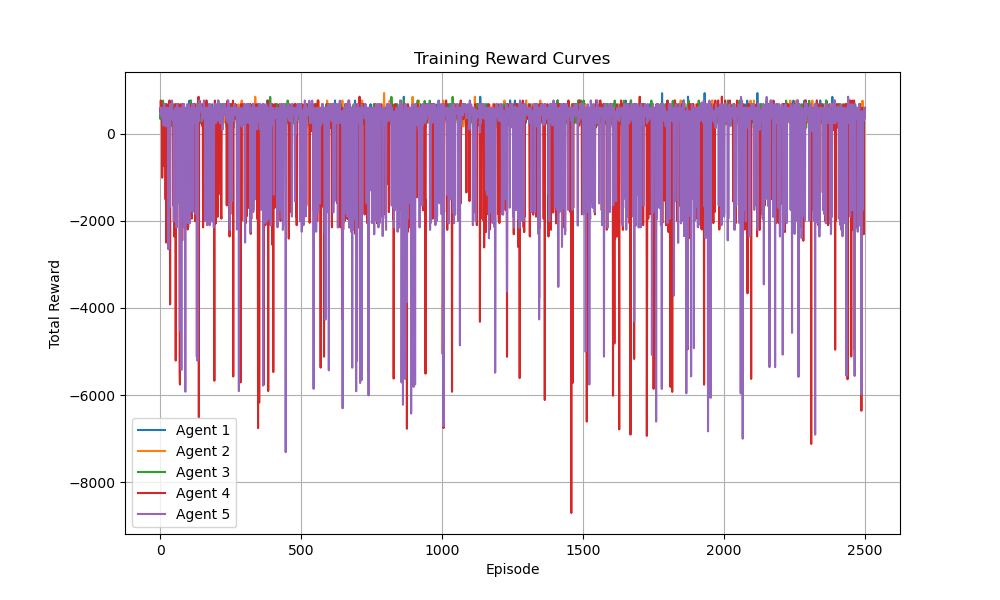 Training Reward Curves
Total Reward
0
−2000
−4000
−6000
−8000
Agent 1
Agent 2
Agent 3
Agent 4
Agent 5
0 500 1000 1500 2000 2500
Episode